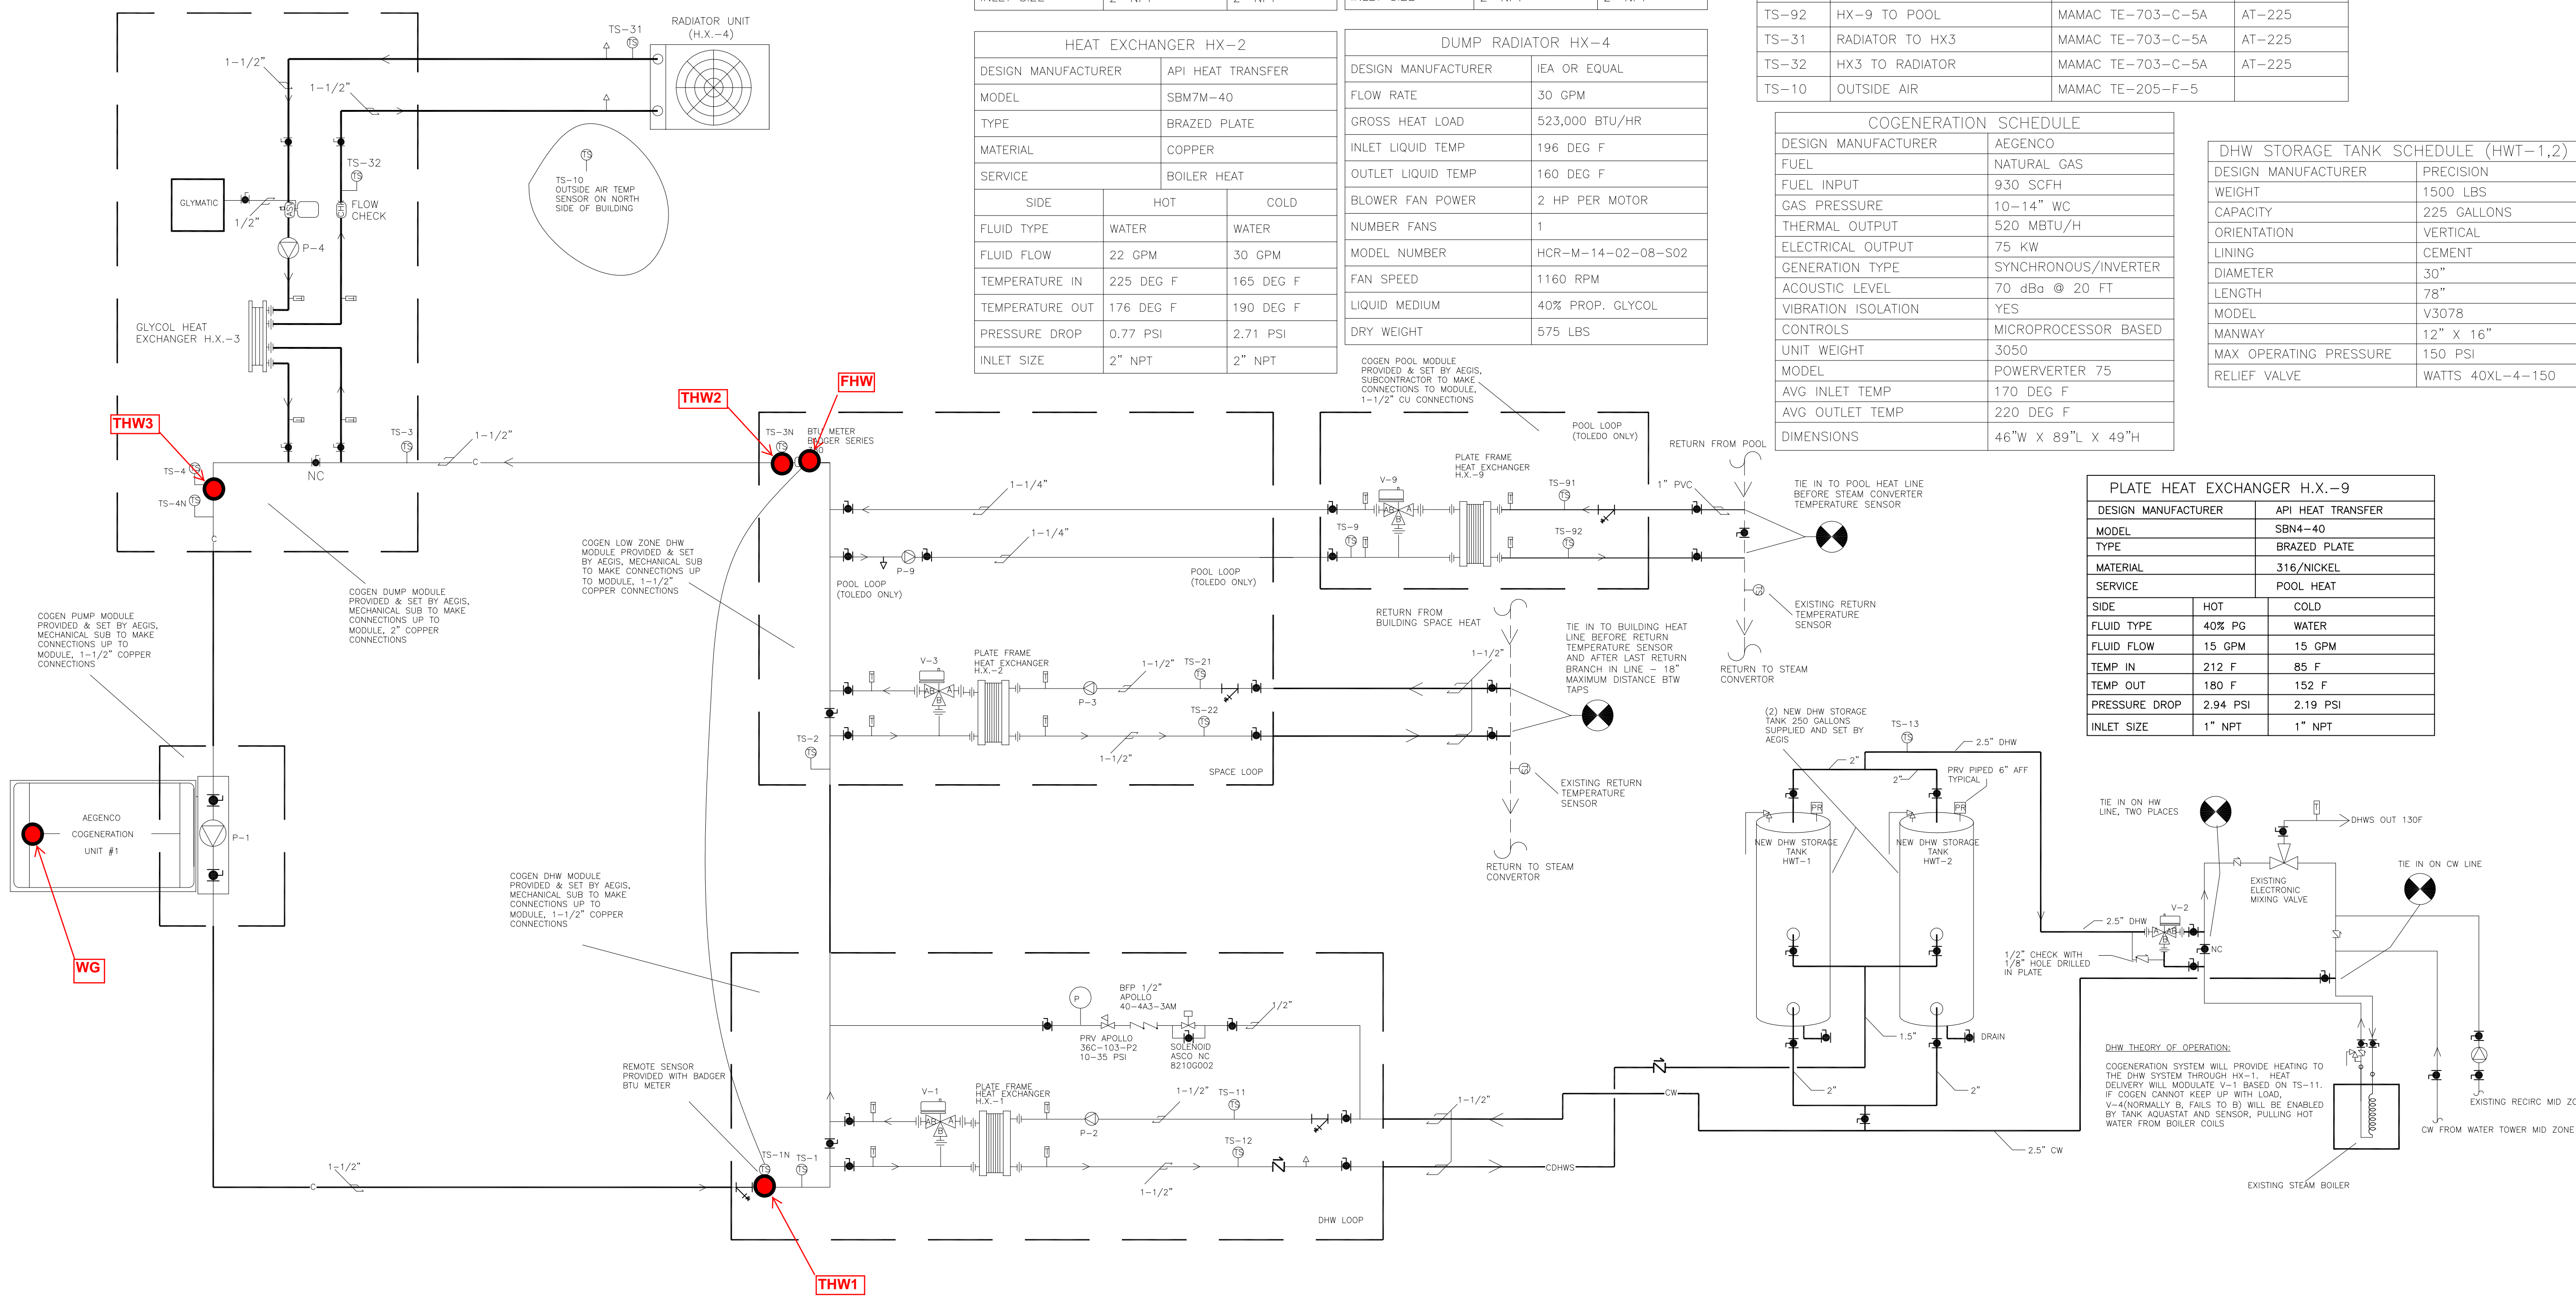 INLET SIZE 2" NPT 2" NPT
INLET SIZE 2" NPT 2" NPT
TS-92 HX-9 TO POOL MAMAC TE-703-C-5A AT-225
TS-31 RADIATOR TO HX3 MAMAC TE-703-C-5A AT-225
TS-32 HX3 TO RADIATOR MAMAC TE-703-C-5A AT-225
TS-10 OUTSIDE AIR MAMAC TE-205-F-5
TS-31
TS
RADIATOR UNIT
(H.X.-4)
1-1/2"
1-1/2"
TS-32
TS
GLYMATIC
1/2"
AS
CHK
FLOW
CHECK
P-4
TS
TS-10
OUTSIDE AIR TEMP
SENSOR ON NORTH
SIDE OF BUILDING
GLYCOL HEAT
EXCHANGER H.X.-3
THW3
TS-4
TS
TS-4N
TS
NC
TS-3
TS
1-1/2"
C
C
HEAT EXCHANGER HX-2
DESIGN MANUFACTURER API HEAT TRANSFER
MODEL SBM7M-40
TYPE BRAZED PLATE
MATERIAL COPPER
SERVICE BOILER HEAT
SIDE HOT COLD
FLUID TYPE WATER WATER
FLUID FLOW 22 GPM 30 GPM
TEMPERATURE IN 225 DEG F 165 DEG F
TEMPERATURE OUT 176 DEG F 190 DEG F
PRESSURE DROP 0.77 PSI 2.71 PSI
INLET SIZE 2" NPT 2" NPT
DUMP RADIATOR HX-4
DESIGN MANUFACTURER IEA OR EQUAL
FLOW RATE 30 GPM
GROSS HEAT LOAD 523,000 BTU/HR
INLET LIQUID TEMP 196 DEG F
OUTLET LIQUID TEMP 160 DEG F
BLOWER FAN POWER 2 HP PER MOTOR
NUMBER FANS 1
MODEL NUMBER HCR-M-14-02-08-S02
FAN SPEED 1160 RPM
LIQUID MEDIUM 40% PROP. GLYCOL
DRY WEIGHT 575 LBS
COGENERATION SCHEDULE
DESIGN MANUFACTURER AEGENCO
FUEL NATURAL GAS
FUEL INPUT 930 SCFH
GAS PRESSURE 10-14" WC
THERMAL OUTPUT 520 MBTU/H
ELECTRICAL OUTPUT 75 KW
GENERATION TYPE SYNCHRONOUS/INVERTER
ACOUSTIC LEVEL 70 dBa @ 20 FT
VIBRATION ISOLATION YES
CONTROLS MICROPROCESSOR BASED
UNIT WEIGHT 3050
MODEL POWERVERTER 75
AVG INLET TEMP 170 DEG F
AVG OUTLET TEMP 220 DEG F
DIMENSIONS 46"W X 89"L X 49"H
DHW STORAGE TANK SCHEDULE (HWT-1,2)
DESIGN MANUFACTURER PRECISION
WEIGHT 1500 LBS
CAPACITY 225 GALLONS
ORIENTATION VERTICAL
LINING CEMENT
DIAMETER 30"
LENGTH 78"
MODEL V3078
MANWAY 12" X 16"
MAX OPERATING PRESSURE 150 PSI
RELIEF VALVE WATTS 40XL-4-150
PLATE HEAT EXCHANGER H.X.-9
DESIGN MANUFACTURER API HEAT TRANSFER
MODEL SBN4-40
TYPE BRAZED PLATE
MATERIAL 316/NICKEL
SERVICE POOL HEAT
SIDE HOT COLD
FLUID TYPE 40% PG WATER
FLUID FLOW 15 GPM 15 GPM
TEMP IN 212 F 85 F
TEMP OUT 180 F 152 F
PRESSURE DROP 2.94 PSI 2.19 PSI
INLET SIZE 1" NPT 1" NPT
THW2
FHW
TS-3N
TS
BTU METER
BADGER SERIES
COGEN POOL MODULE
PROVIDED & SET BY AEGIS,
SUBCONTRACTOR TO MAKE
CONNECTIONS TO MODULE,
1-1/2" CU CONNECTIONS
POOL LOOP
(TOLEDO ONLY)
RETURN FROM POOL
PLATE FRAME
HEAT EXCHANGER
H.X.-9
V-9
AB A
B
TS-91
TS
1" PVC
TS-9
TS
TS-92
TS
TIE IN TO POOL HEAT LINE
BEFORE STEAM CONVERTER
TEMPERATURE SENSOR
1-1/4"
1-1/4"
P-9
POOL LOOP
(TOLEDO ONLY)
POOL LOOP
(TOLEDO ONLY)
EXISTING RETURN
TEMPERATURE
SENSOR
RETURN TO STEAM
CONVERTOR
COGEN LOW ZONE DHW
MODULE PROVIDED & SET
BY AEGIS, MECHANICAL SUB
TO MAKE CONNECTIONS UP
TO MODULE, 1-1/2"
COPPER CONNECTIONS
COGEN DUMP MODULE
PROVIDED & SET BY AEGIS,
MECHANICAL SUB TO MAKE
CONNECTIONS UP TO
MODULE, 2" COPPER
CONNECTIONS
COGEN PUMP MODULE
PROVIDED & SET BY AEGIS,
MECHANICAL SUB TO MAKE
CONNECTIONS UP TO
MODULE, 1-1/2" COPPER
CONNECTIONS
RETURN FROM
BUILDING SPACE HEAT
TIE IN TO BUILDING HEAT
LINE BEFORE RETURN
TEMPERATURE SENSOR
AND AFTER LAST RETURN
BRANCH IN LINE - 18"
MAXIMUM DISTANCE BTW
TAPS
V-3
AB A
B
PLATE FRAME
HEAT EXCHANGER
H.X.-2
1-1/2"
TS-21
TS
P-3
TS-22
TS
1-1/2"
1-1/2"
TS-2
TS
SPACE LOOP
EXISTING RETURN
TEMPERATURE
SENSOR
RETURN TO STEAM
CONVERTOR
AEGENCO
COGENERATION
UNIT #1
P-1
WG
COGEN DHW MODULE
PROVIDED & SET BY AEGIS,
MECHANICAL SUB TO MAKE
CONNECTIONS UP TO
MODULE, 1-1/2" COPPER
CONNECTIONS
(2) NEW DHW STORAGE
TANK 250 GALLONS
SUPPLIED AND SET BY
AEGIS
TS-13
TS
2.5" DHW
2"
2"
PRV PIPED 6" AFF
TYPICAL
PR
PR
NEW DHW STORAGE
TANK
HWT-1
NEW DHW STORAGE
TANK
HWT-2
1.5"
DRAIN
2"
2"
TIE IN ON HW
LINE, TWO PLACES
DHWS OUT 130F
TIE IN ON CW LINE
EXISTING
ELECTRONIC
MIXING VALVE
V-2
A AB
B
2.5" DHW
NC
1/2" CHECK WITH
1/8" HOLE DRILLED
IN PLATE
P
BFP 1/2"
APOLLO
40-4A3-3AM
1/2"
PRV APOLLO
36C-103-P2
10-35 PSI
SOLENOID
ASCO NC
8210G002
REMOTE SENSOR
PROVIDED WITH BADGER
BTU METER
V-1
AB A
B
PLATE FRAME
HEAT EXCHANGER
H.X.-1
1-1/2"
TS-11
TS
P-2
TS-12
TS
1-1/2"
1-1/2"
CW
CDHWS
2.5" CW
TS-1N
TS
TS-1
TS
1-1/2"
C
DHW LOOP
THW1
DHW THEORY OF OPERATION:
COGENERATION SYSTEM WILL PROVIDE HEATING TO
THE DHW SYSTEM THROUGH HX-1. HEAT
DELIVERY WILL MODULATE V-1 BASED ON TS-11.
IF COGEN CANNOT KEEP UP WITH LOAD,
V-4(NORMALLY B, FAILS TO B) WILL BE ENABLED
BY TANK AQUASTAT AND SENSOR, PULLING HOT
WATER FROM BOILER COILS
EXISTING RECIRC MID ZO
CW FROM WATER TOWER MID ZONE
EXISTING STEAM BOILER